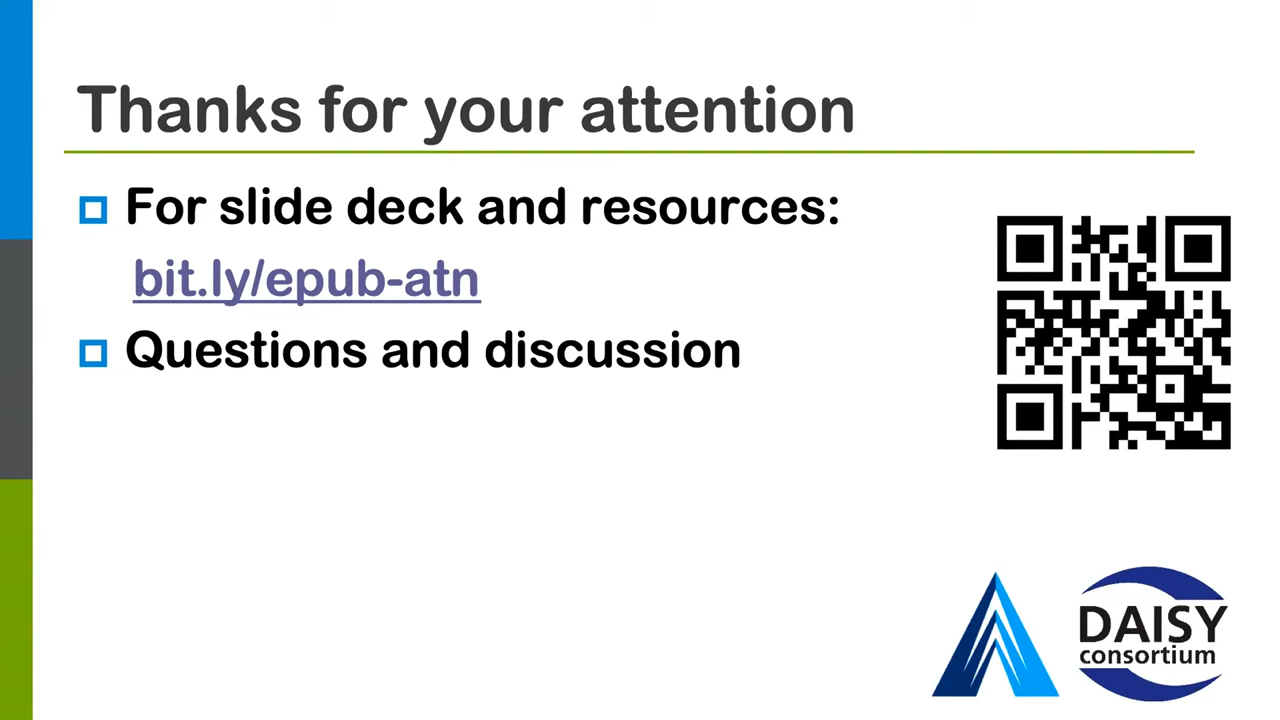 Thanks for your attention
For slide deck and resources:
bit.ly/epub-atn
Questions and discussion
DAISY
consortium